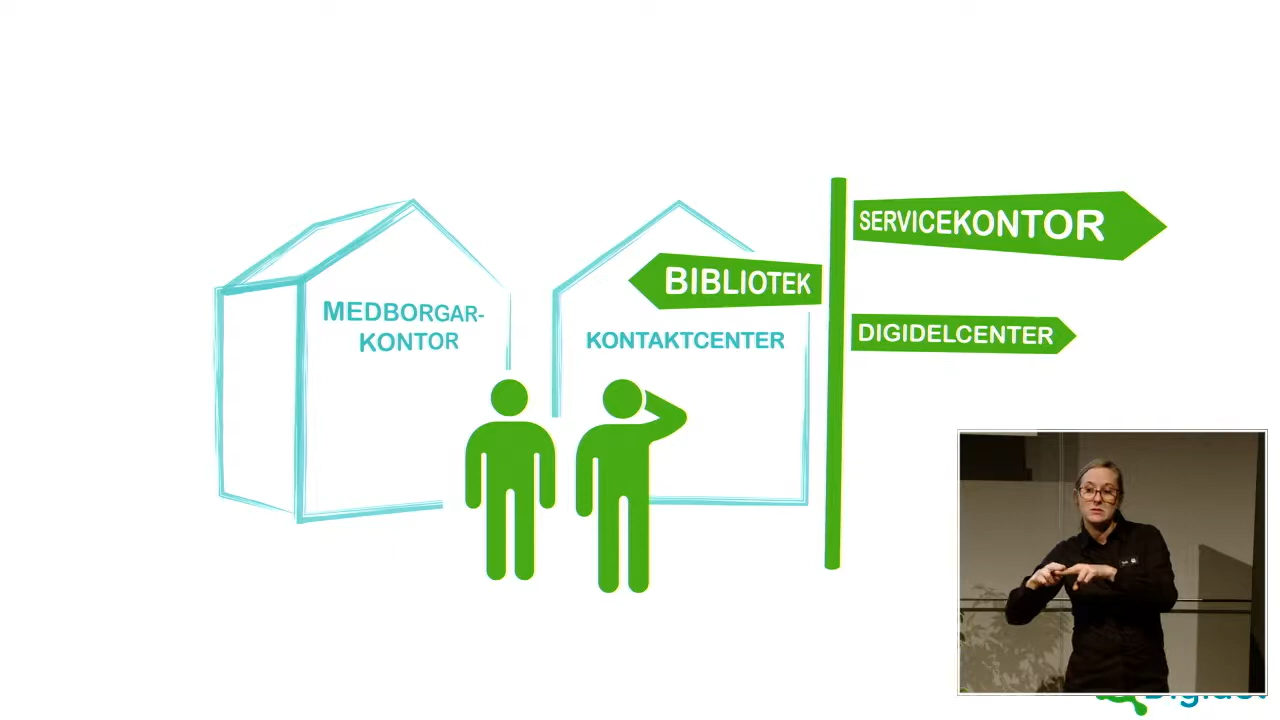 MEDBORGAR-
KONTOR
KONTAKTCENTER
BIBLIOTEK
SERVICEKONTOR
DIGIDELCENTER